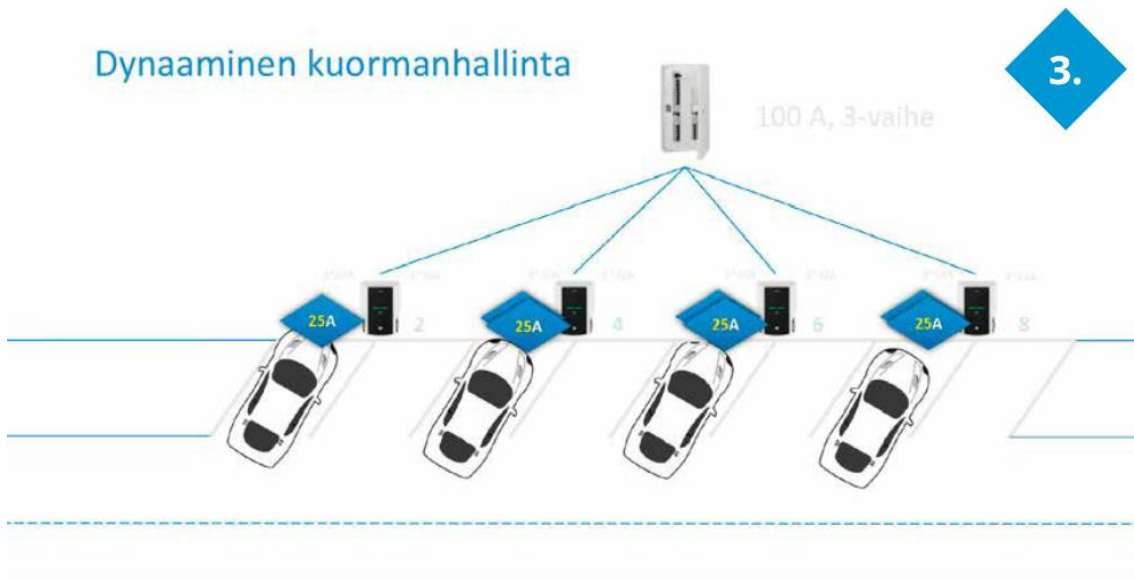 Dynaaminen kuormanhallinta
3.
100 A, 3-vaihe
25A
2
25A
4
25A
6
25A
8